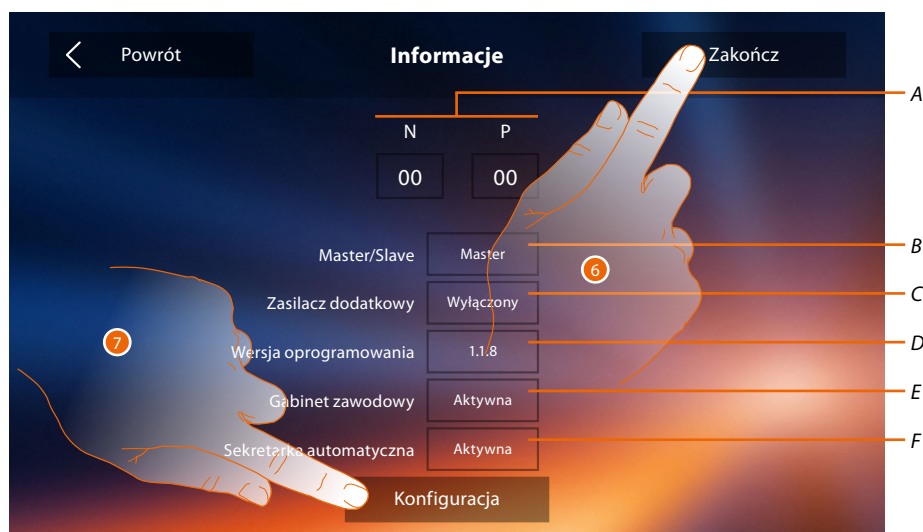 Powrót
Informacje
Zakończ
A
N
P
00
00
Master/Slave
Master
B
6
Zasilacz dodatkowy
Wyłączony
C
7
Wersja oprogramowania
1.1.8
D
Gabinet zawodowy
Aktywna
E
Sekretarka automatyczna
Aktywna
F
Konfiguracja